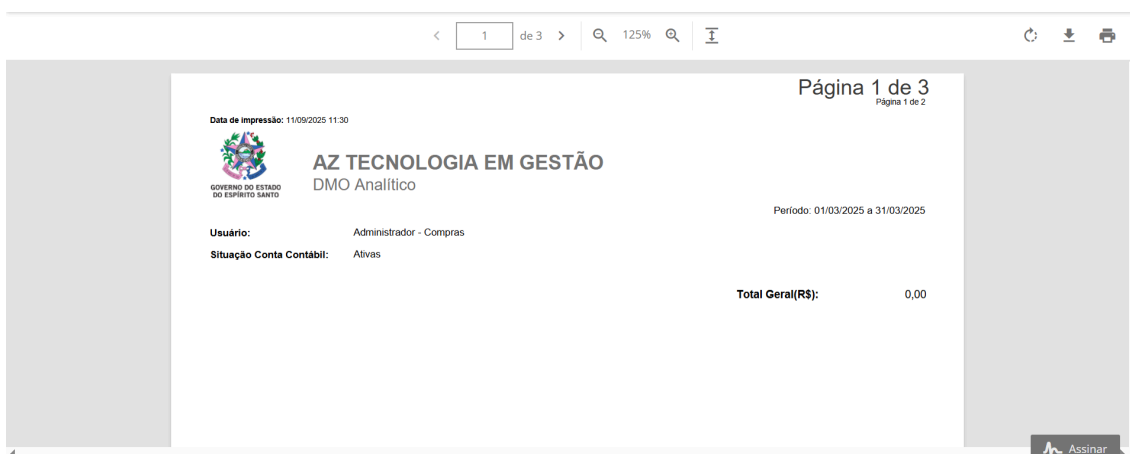 1 de 3 125%
Página 1 de 3
Página 1 de 2
Data de impressão: 11/09/2025 11:30
GOVERNO DO ESTADO
DO ESPÍRITO SANTO
AZ TECNOLOGIA EM GESTÃO
DMO Analítico
Período: 01/03/2025 a 31/03/2025
Usuário: Administrador - Compras
Situação Conta Contábil: Ativas
Total Geral(R$): 0,00
Assinar